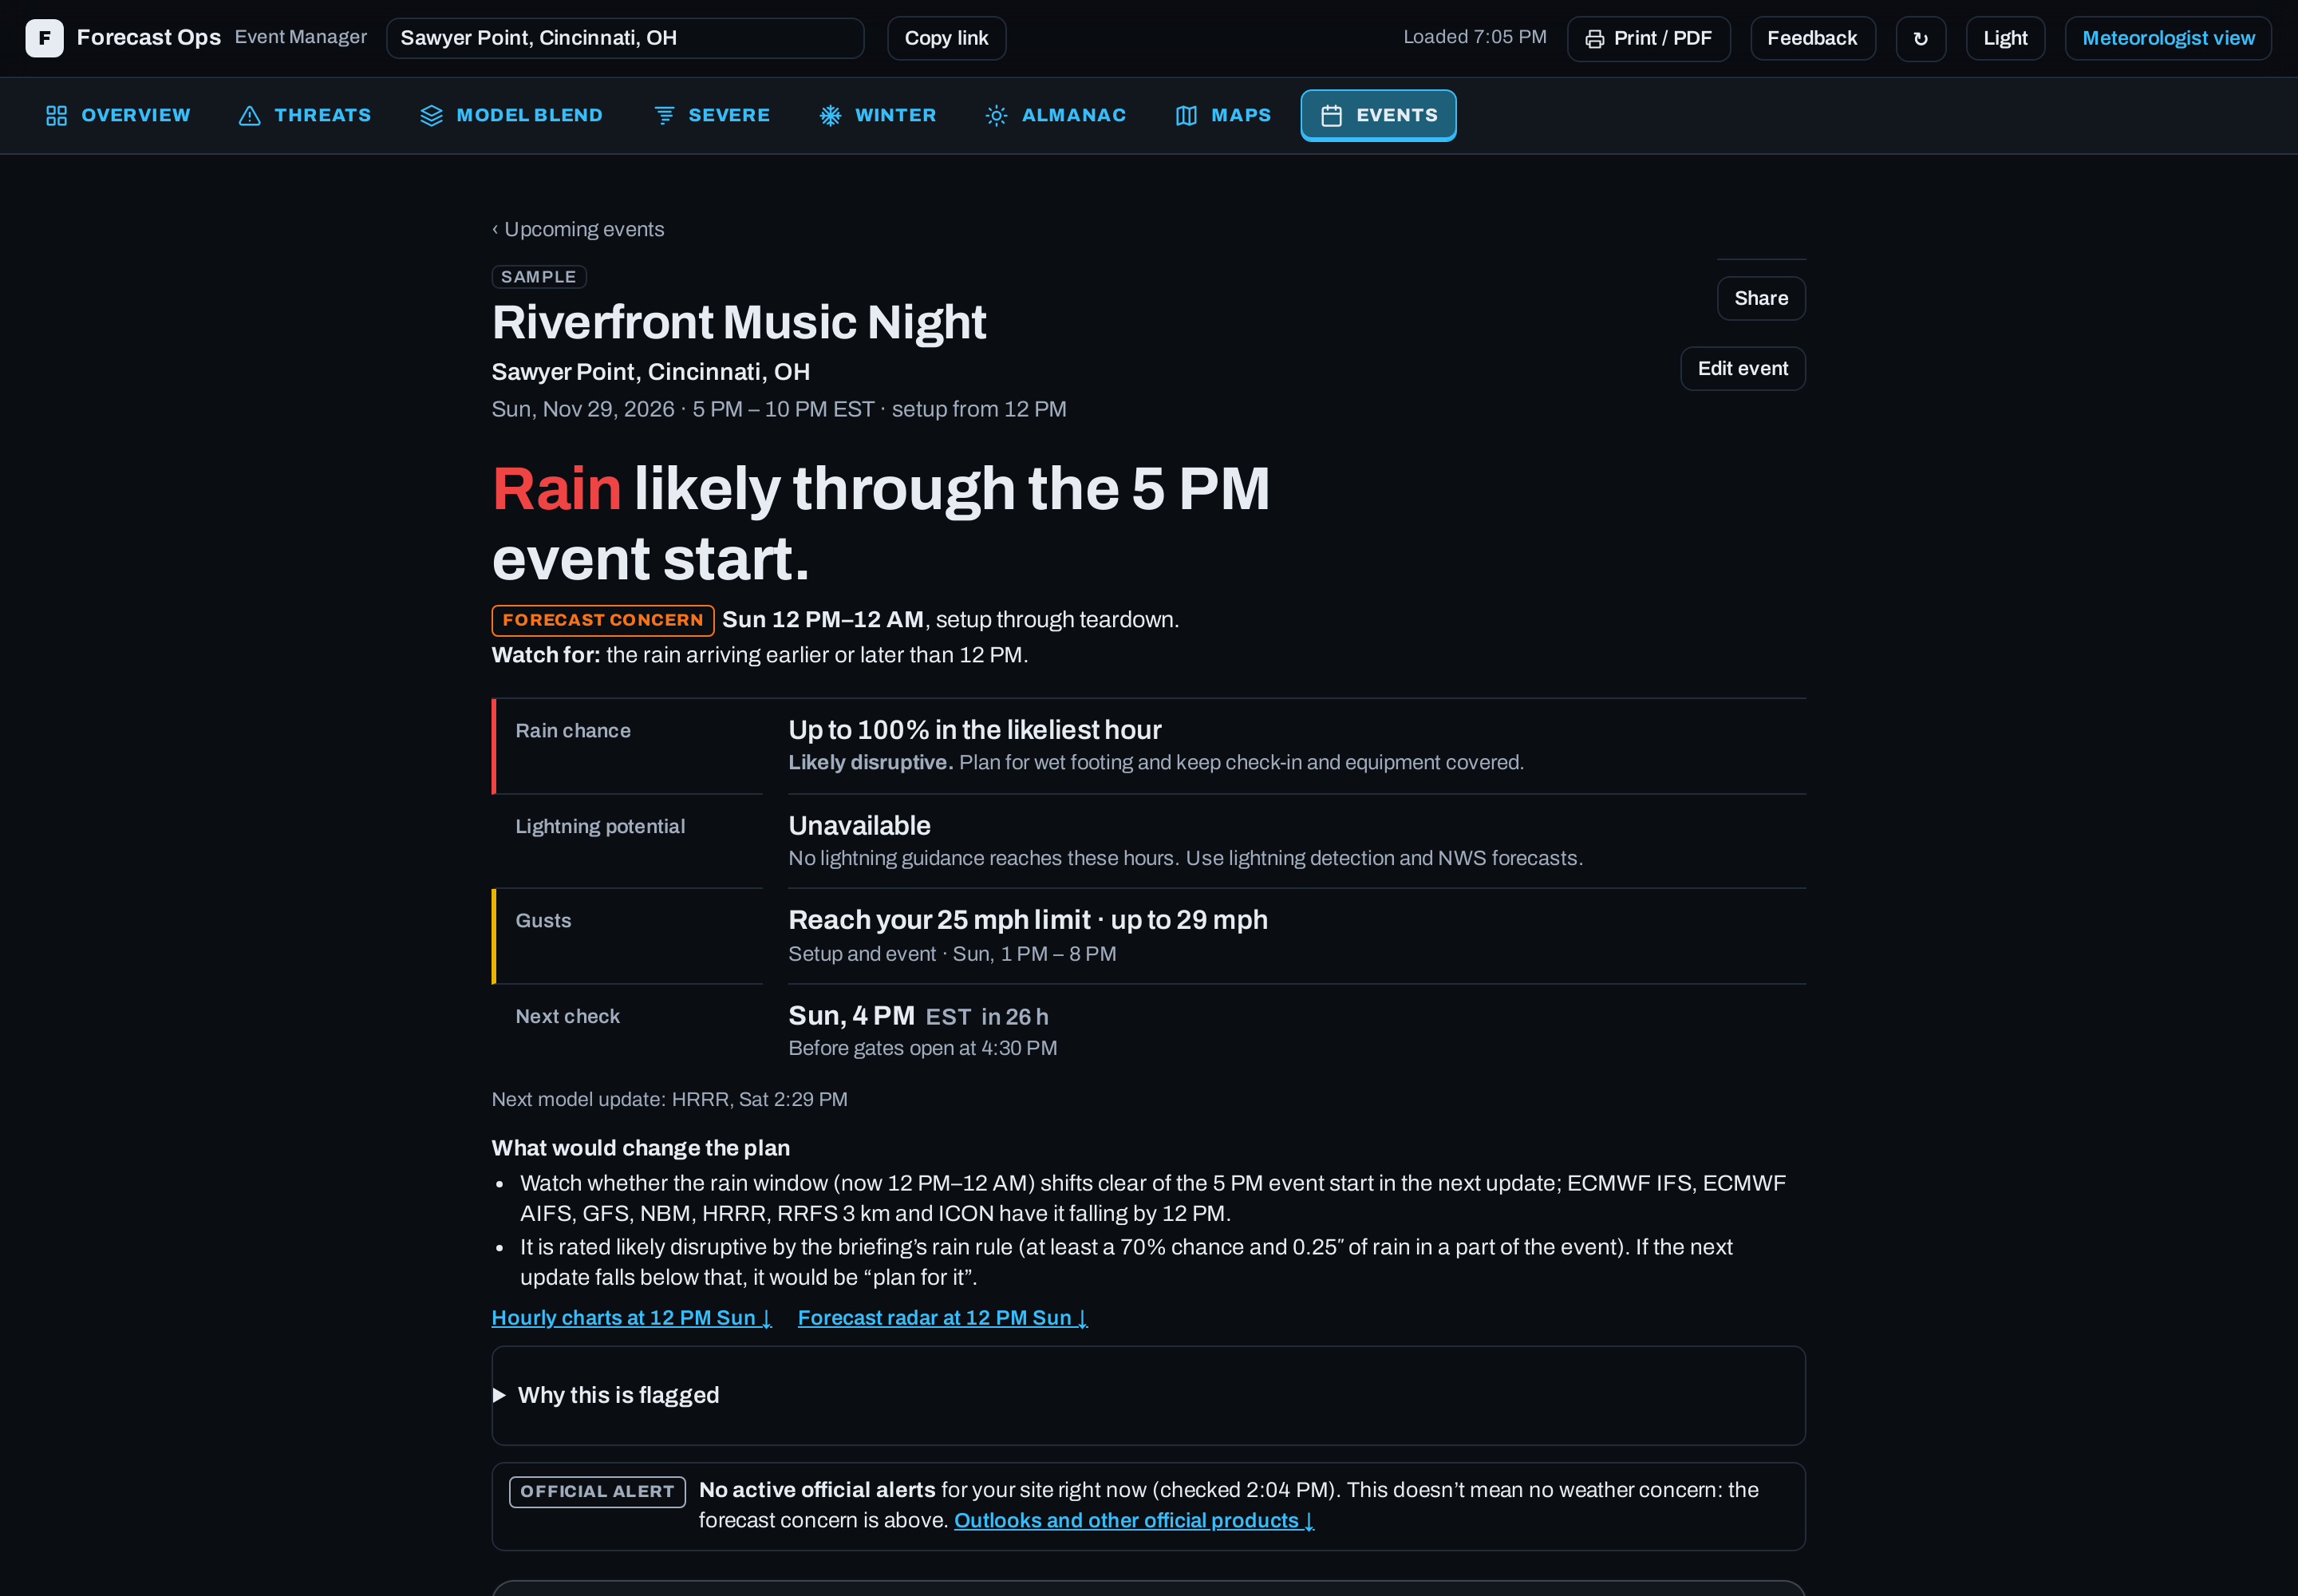 F Forecast Ops Event Manager Sawyer Point, Cincinnati, OH Copy link Loaded 7:05 PM Print / PDF Feedback ↻ Light Meteorologist view
OVERVIEW THREATS MODEL BLEND SEVERE WINTER ALMANAC MAPS EVENTS
‹ Upcoming events
SAMPLE
Share
Riverfront Music Night
Sawyer Point, Cincinnati, OH
Edit event
Sun, Nov 29, 2026 · 5 PM – 10 PM EST · setup from 12 PM
Rain likely through the 5 PM
event start.
FORECAST CONCERN Sun 12 PM–12 AM, setup through teardown.
Watch for: the rain arriving earlier or later than 12 PM.
Rain chance Up to 100% in the likeliest hour
Likely disruptive. Plan for wet footing and keep check-in and equipment covered.
Lightning potential Unavailable
No lightning guidance reaches these hours. Use lightning detection and NWS forecasts.
Gusts Reach your 25 mph limit · up to 29 mph
Setup and event · Sun, 1 PM – 8 PM
Next check Sun, 4 PM EST in 26 h
Before gates open at 4:30 PM
Next model update: HRRR, Sat 2:29 PM
What would change the plan
• Watch whether the rain window (now 12 PM–12 AM) shifts clear of the 5 PM event start in the next update; ECMWF IFS, ECMWF
AIFS, GFS, NBM, HRRR, RRFS 3 km and ICON have it falling by 12 PM.
• It is rated likely disruptive by the briefing’s rain rule (at least a 70% chance and 0.25″ of rain in a part of the event). If the next
update falls below that, it would be “plan for it”.
Hourly charts at 12 PM Sun ↓ Forecast radar at 12 PM Sun ↓
▶ Why this is flagged
OFFICIAL ALERT No active official alerts for your site right now (checked 2:04 PM). This doesn’t mean no weather concern: the
forecast concern is above. Outlooks and other official products ↓